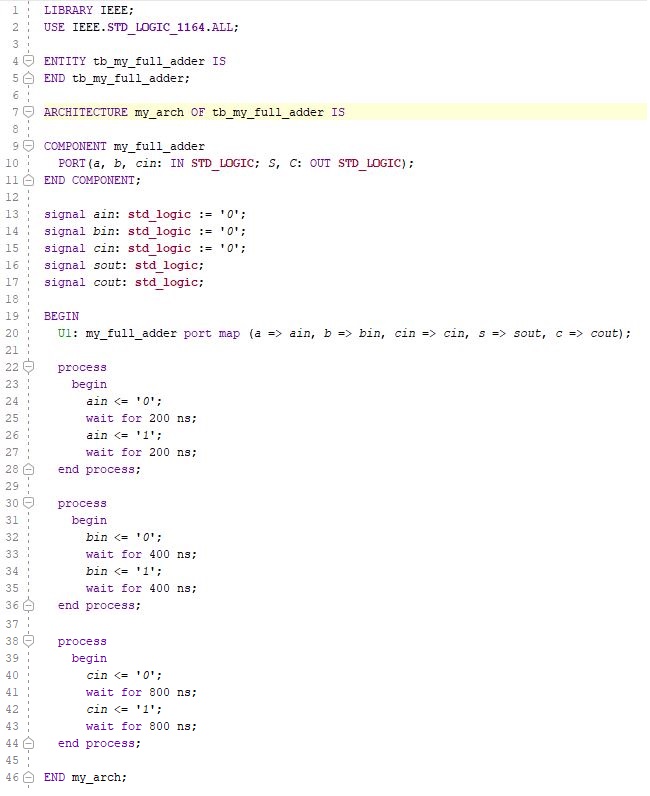 1 LIBRARY IEEE;
2 USE IEEE.STD_LOGIC_1164.ALL;
3
4 ENTITY tb_my_full_adder IS
5 END tb_my_full_adder;
6
7 ARCHITECTURE my_arch OF tb_my_full_adder IS
8
9 COMPONENT my_full_adder
10 PORT(a, b, cin: IN STD_LOGIC; S, C: OUT STD_LOGIC);
11 END COMPONENT;
12
13 signal ain: std_logic := '0';
14 signal bin: std_logic := '0';
15 signal cin: std_logic := '0';
16 signal sout: std_logic;
17 signal cout: std_logic;
18
19 BEGIN
20 U1: my_full_adder port map (a => ain, b => bin, cin => cin, s => sout, c => cout);
21
22 process
23 begin
24 ain <= '0';
25 wait for 200 ns;
26 ain <= '1';
27 wait for 200 ns;
28 end process;
29
30 process
31 begin
32 bin <= '0';
33 wait for 400 ns;
34 bin <= '1';
35 wait for 400 ns;
36 end process;
37
38 process
39 begin
40 cin <= '0';
41 wait for 800 ns;
42 cin <= '1';
43 wait for 800 ns;
44 end process;
45
46 END my_arch;